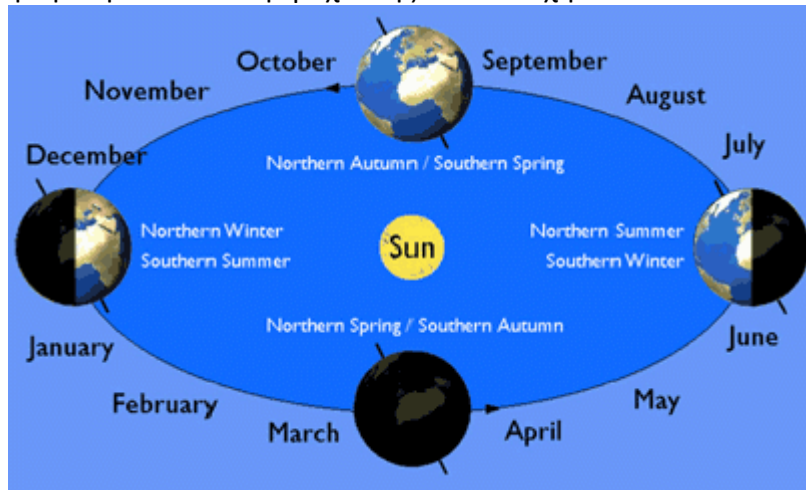 October
September
November
August
December
July
Northern Autumn / Southern Spring
Northern Winter
Southern Summer
Sun
Northern Summer
Southern Winter
Northern Spring / Southern Autumn
January
June
February
May
March
April